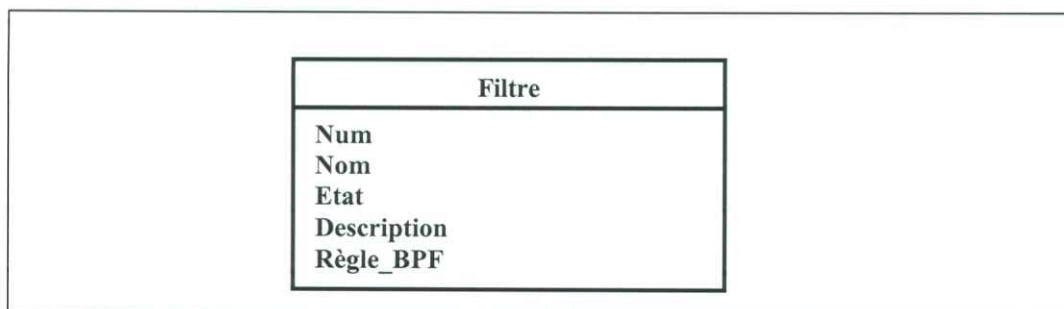 Filtre
Num
Nom
Etat
Description
Règle_BPF